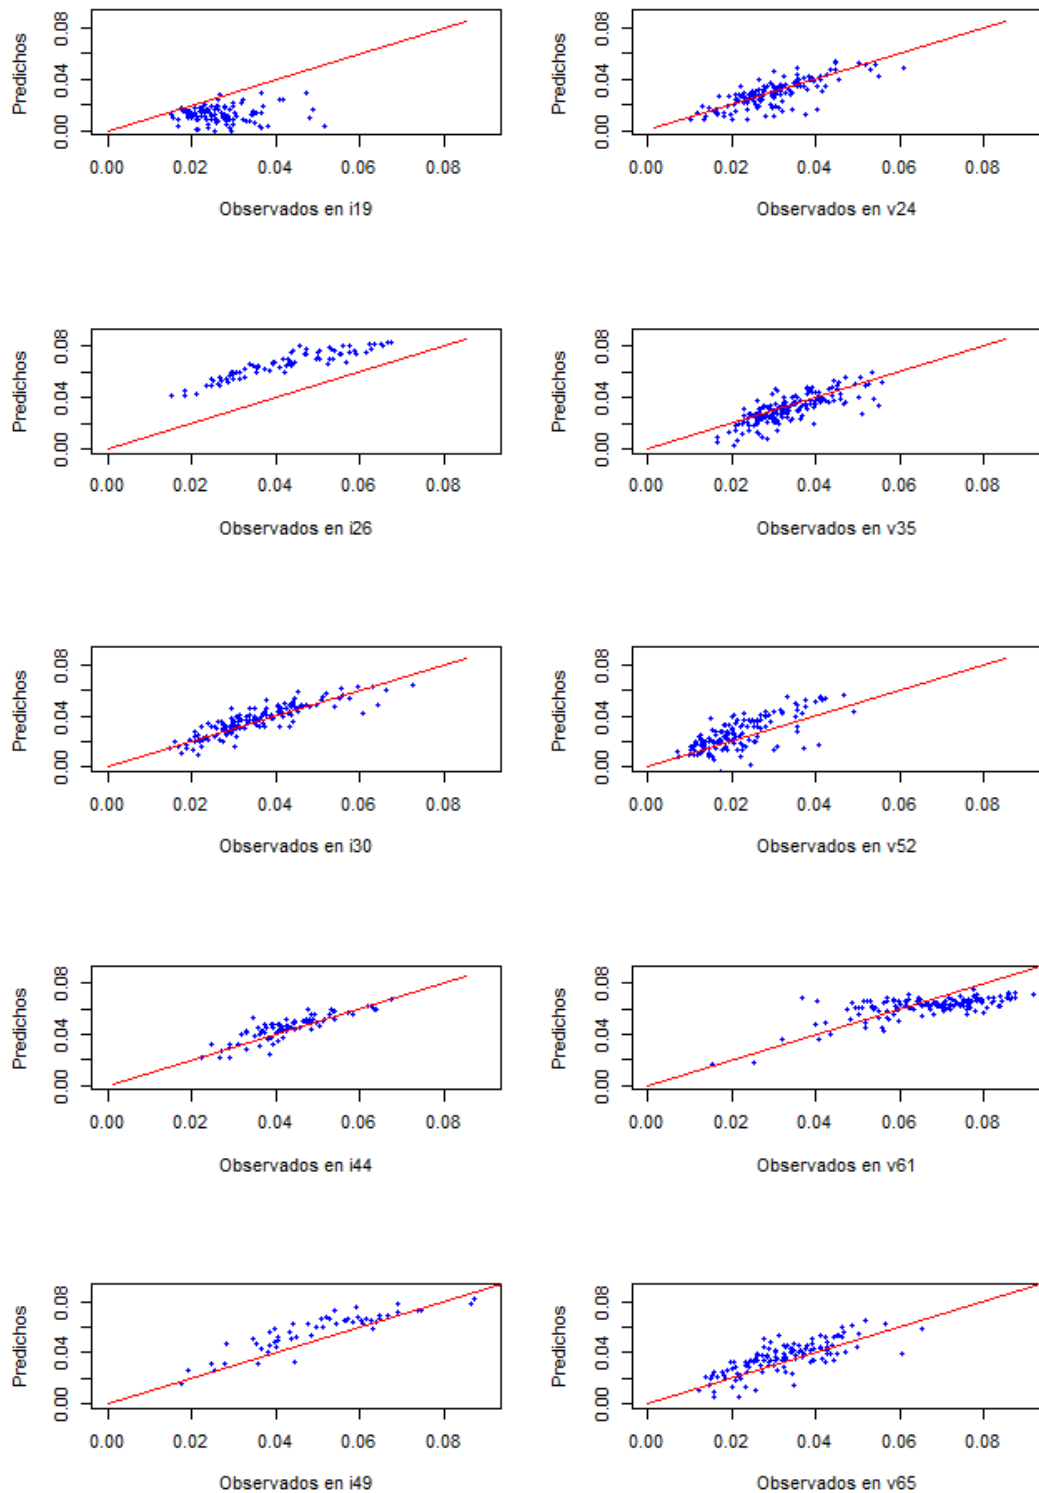 Predichos
0.00 0.04 0.08
0.00 0.02 0.04 0.06 0.08
Observados en i19
Predichos
0.00 0.04 0.08
0.00 0.02 0.04 0.06 0.08
Observados en v24
Predichos
0.00 0.04 0.08
0.00 0.02 0.04 0.06 0.08
Observados en i26
Predichos
0.00 0.04 0.08
0.00 0.02 0.04 0.06 0.08
Observados en v35
Predichos
0.00 0.04 0.08
0.00 0.02 0.04 0.06 0.08
Observados en i30
Predichos
0.00 0.04 0.08
0.00 0.02 0.04 0.06 0.08
Observados en v52
Predichos
0.00 0.04 0.08
0.00 0.02 0.04 0.06 0.08
Observados en i44
Predichos
0.00 0.04 0.08
0.00 0.02 0.04 0.06 0.08
Observados en v61
Predichos
0.00 0.04 0.08
0.00 0.02 0.04 0.06 0.08
Observados en i49
Predichos
0.00 0.04 0.08
0.00 0.02 0.04 0.06 0.08
Observados en v65